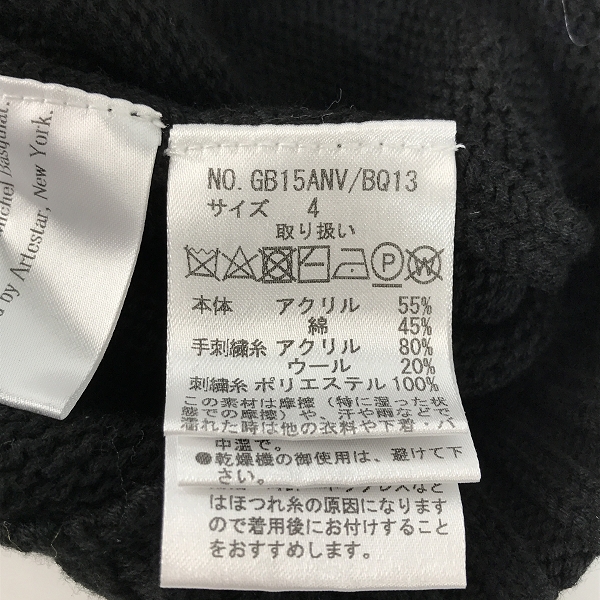 Michel Basquiat.
by Artestar, New York.
NO. GB15ANV/BQ13
サイズ 4
取り扱い
本体 アクリル 55%
綿 45%
手刺繍糸 アクリル 80%
ウール 20%
刺繍糸 ポリエステル 100%
この素材は摩擦（特に湿った状
態での摩擦）や、汗や雨などで
濡れた時は他の衣料や下着・バ
中温で。
●乾燥機の御使用は、避けて下
さい。
はほつれ糸の原因になります
ので着用後にお付けすること
をおすすめします。